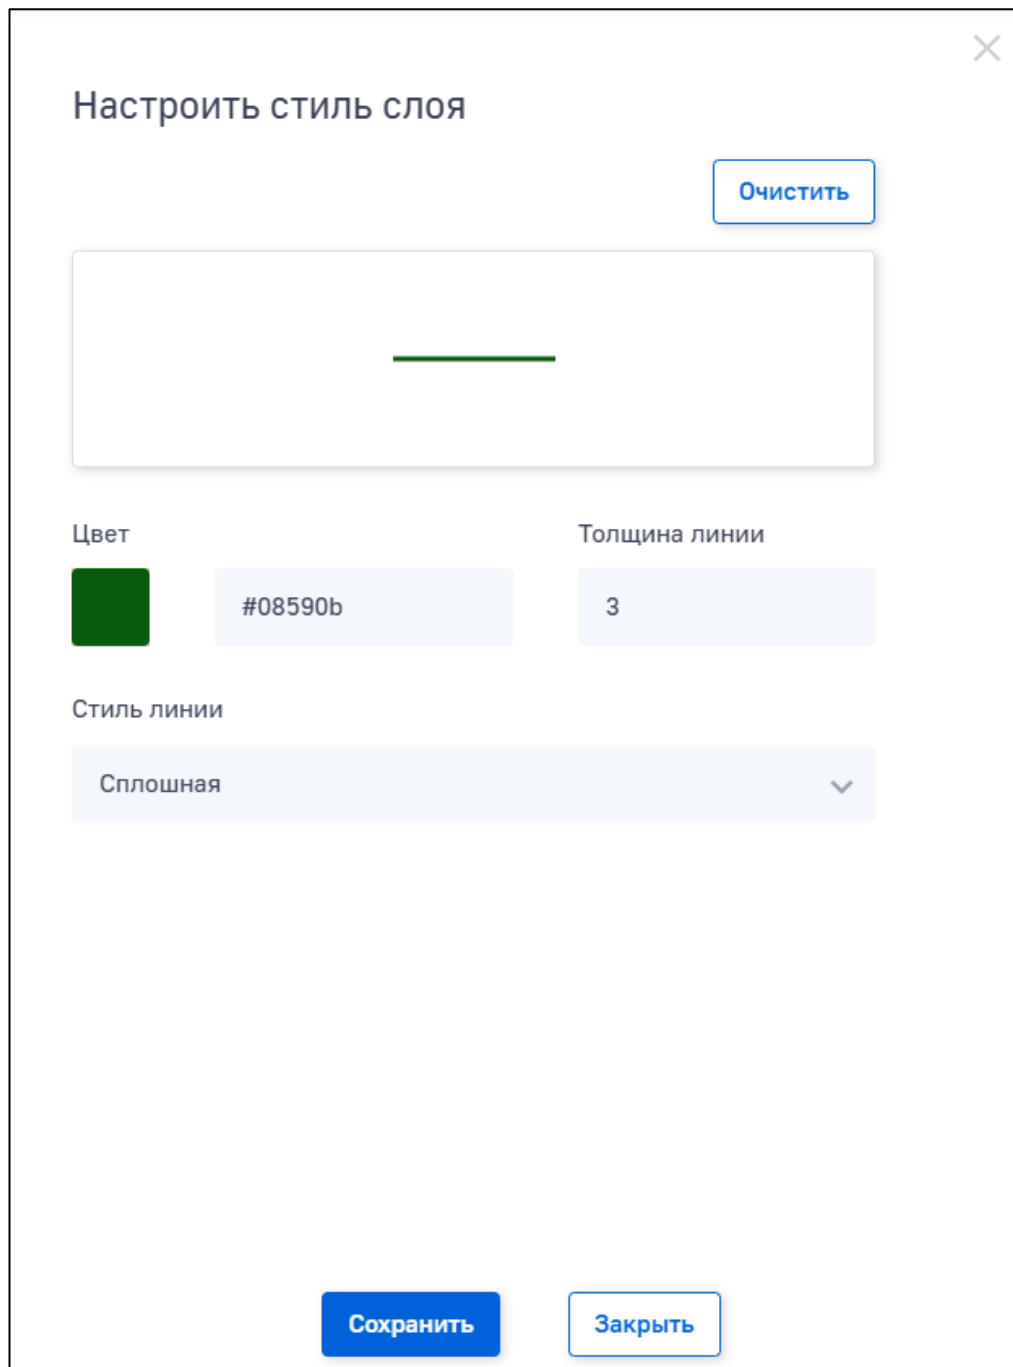 Настроить стиль слоя
Очистить
Цвет
Толщина линии
#08590b
3
Стиль линии
Сплошная
Сохранить
Закрыть